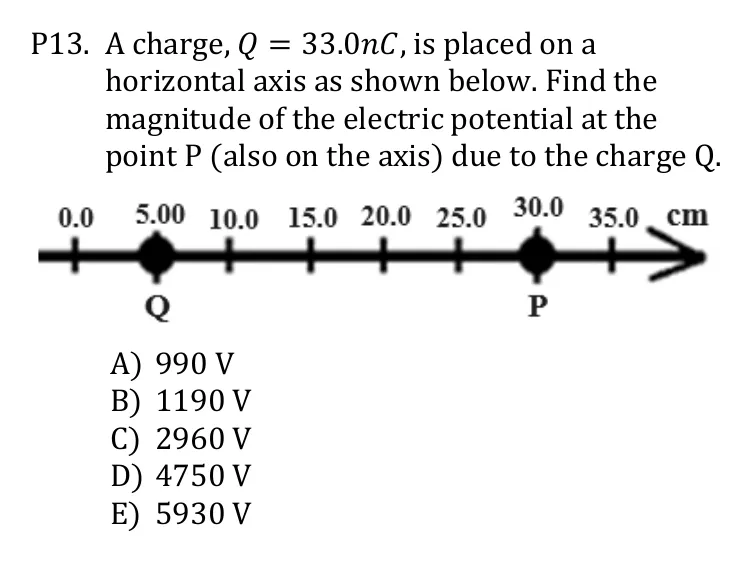 P13. A charge, Q = 33.0nC, is placed on a
horizontal axis as shown below. Find the
magnitude of the electric potential at the
point P (also on the axis) due to the charge Q.
0.0 5.00 10.0 15.0 20.0 25.0 30.0 35.0 cm
Q P
A) 990 V
B) 1190 V
C) 2960 V
D) 4750 V
E) 5930 V